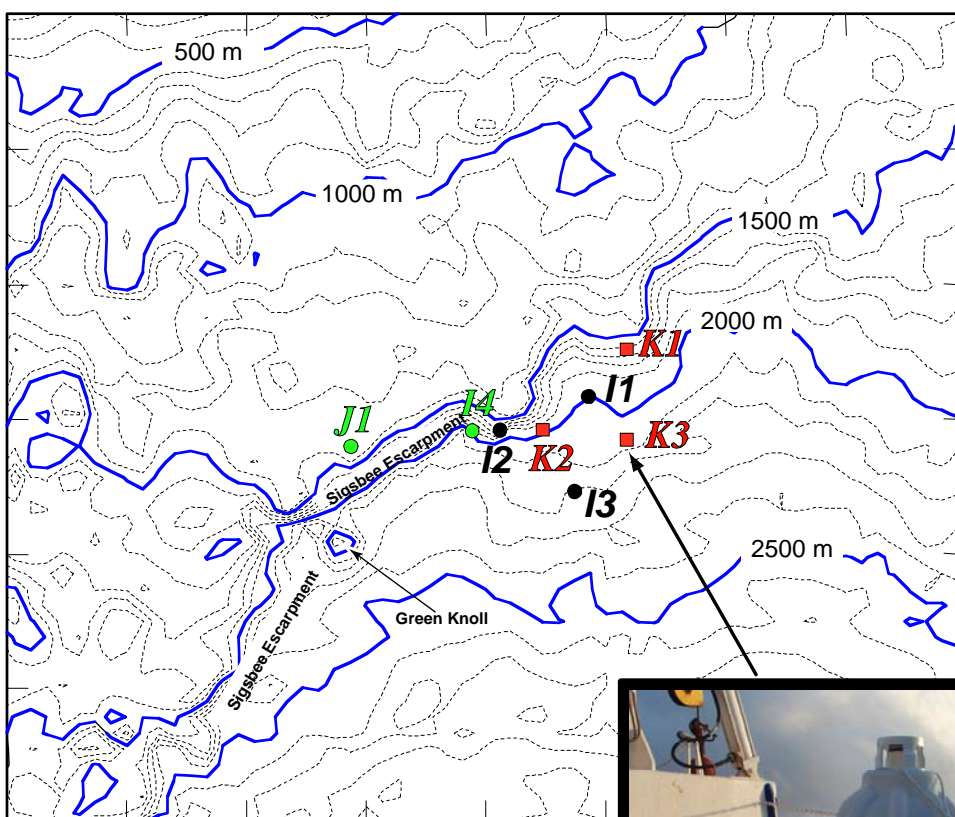 500 m
1000 m
1500 m
2000 m
K1
I1
J1
I4
I2
K2
K3
Sigsbee Escarpment
I3
2500 m
Sigsbee Escarpment
Green Knoll